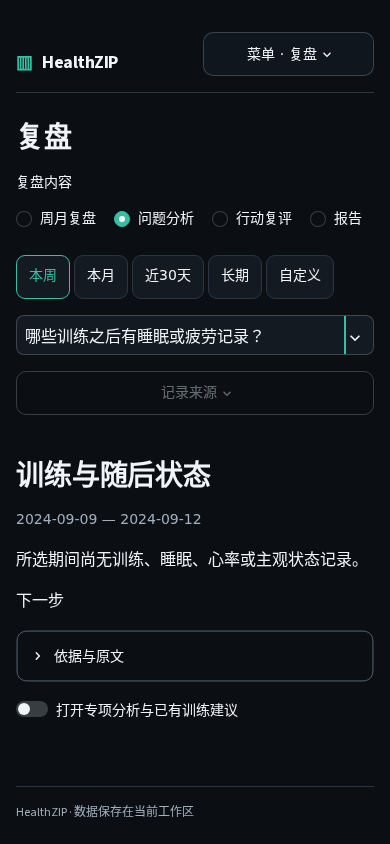 HealthZIP
菜单 · 复盘
复盘
复盘内容
周月复盘 问题分析 行动复评 报告
本周 本月 近30天 长期 自定义
哪些训练之后有睡眠或疲劳记录？
记录来源
训练与随后状态
2024-09-09 — 2024-09-12
所选期间尚无训练、睡眠、心率或主观状态记录。
下一步
依据与原文
打开专项分析与已有训练建议
HealthZIP · 数据保存在当前工作区